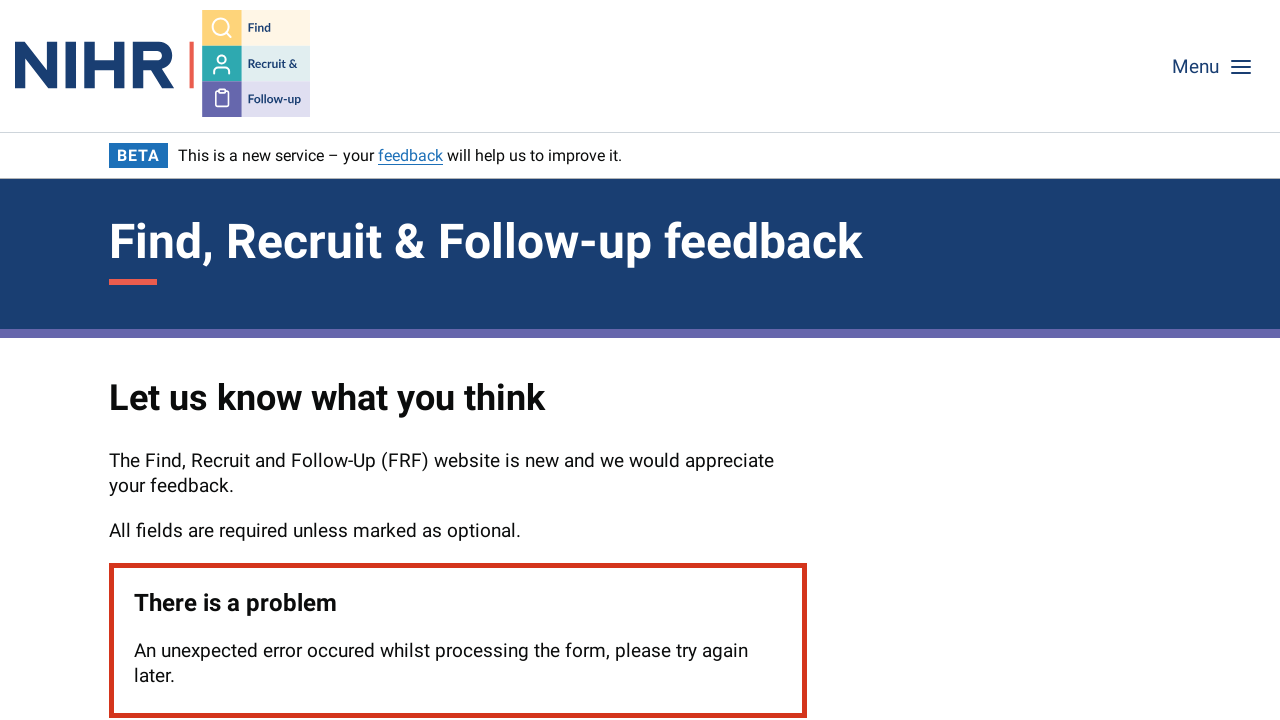 NIHR
Find
Recruit &
Follow-up
Menu
BETA This is a new service – your feedback will help us to improve it.
Find, Recruit & Follow-up feedback
Let us know what you think
The Find, Recruit and Follow-Up (FRF) website is new and we would appreciate
your feedback.
All fields are required unless marked as optional.
There is a problem
An unexpected error occured whilst processing the form, please try again
later.